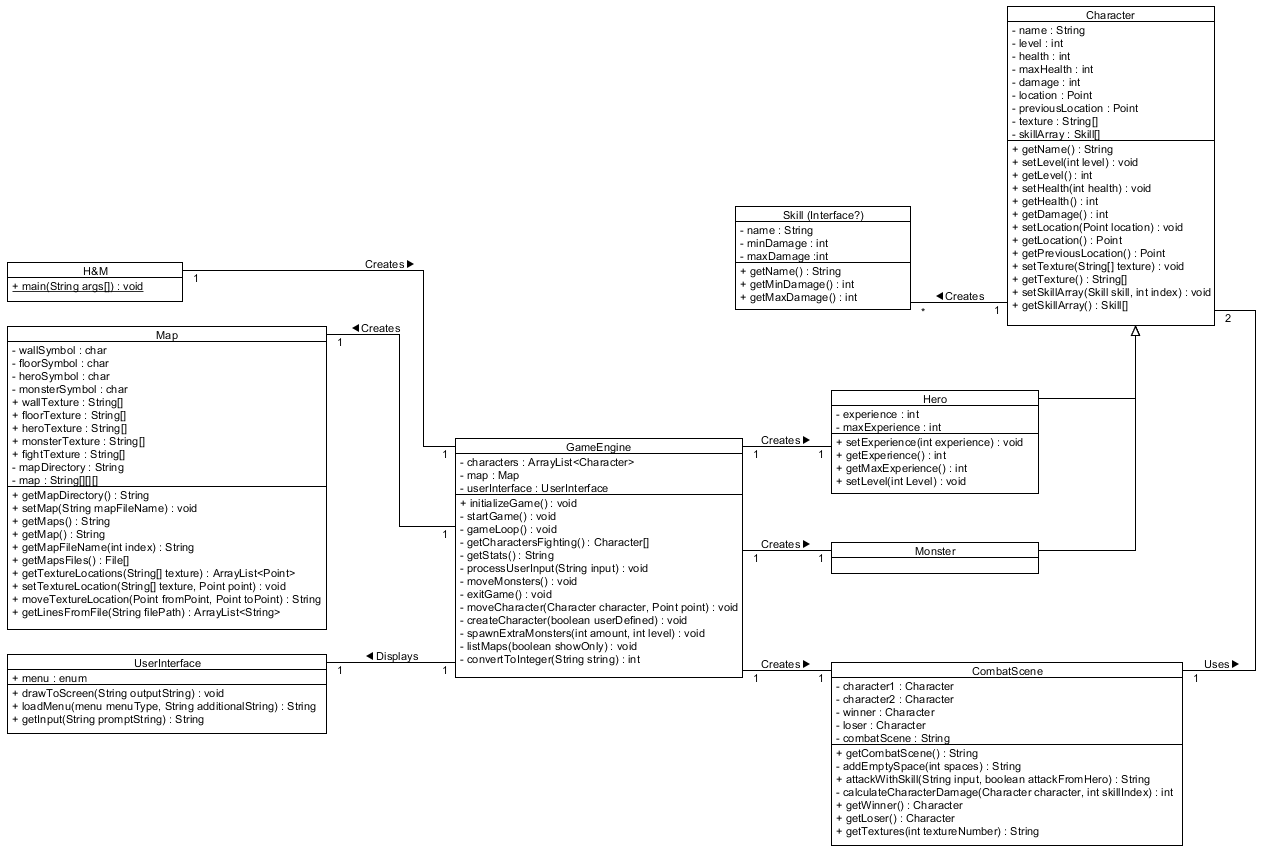 Character
- name : String
- level : int
- health : int
- maxHealth : int
- damage : int
- location : Point
- previousLocation : Point
- texture : String[]
- skillArray : Skill[]
+ getName() : String
+ setLevel(int level) : void
+ getLevel() : int
+ setHealth(int health) : void
+ getHealth() : int
+ getDamage() : int
+ setLocation(Point location) : void
+ getLocation() : Point
+ getPreviousLocation() : Point
+ setTexture(String[] texture) : void
+ getTexture() : String[]
+ setSkillArray(Skill skill, int index) : void
+ getSkillArray() : Skill[]
Skill (Interface?)
- name : String
- minDamage : int
- maxDamage :int
+ getName() : String
+ getMinDamage() : int
+ getMaxDamage() : int
◀Creates
*
1
2
H&M
+ main(String args[]) : void
Creates▶
1
1
Map
- wallSymbol : char
- floorSymbol : char
- heroSymbol : char
- monsterSymbol : char
+ wallTexture : String[]
+ floorTexture : String[]
+ heroTexture : String[]
+ monsterTexture : String[]
+ fightTexture : String[]
- mapDirectory : String
- map : String[][][]
+ getMapDirectory() : String
+ setMap(String mapFileName) : void
+ getMaps() : String
+ getMap() : String
+ getMapFileName(int index) : String
+ getMapsFiles() : File[]
+ getTextureLocations(String[] texture) : ArrayList<Point>
+ setTextureLocation(String[] texture, Point point) : void
+ moveTextureLocation(Point fromPoint, Point toPoint) : String
+ getLinesFromFile(String filePath) : ArrayList<String>
◀Creates
1
1
GameEngine
- characters : ArrayList<Character>
- map : Map
- userInterface : UserInterface
+ initializeGame() : void
- startGame() : void
- gameLoop() : void
- getCharactersFighting() : Character[]
- getStats() : String
- processUserInput(String input) : void
- moveMonsters() : void
- exitGame() : void
- moveCharacter(Character character, Point point) : void
- createCharacter(boolean userDefined) : void
- spawnExtraMonsters(int amount, int level) : void
- listMaps(boolean showOnly) : void
- convertToInteger(String string) : int
Creates▶
1
1
Hero
- experience : int
- maxExperience : int
+ setExperience(int experience) : void
+ getExperience() : int
+ getMaxExperience() : int
+ setLevel(int Level) : void
Creates▶
1
1
Monster
UserInterface
+ menu : enum
+ drawToScreen(String outputString) : void
+ loadMenu(menu menuType, String additionalString) : String
+ getInput(String promptString) : String
◀Displays
1
1
Creates▶
1
1
CombatScene
- character1 : Character
- character2 : Character
- winner : Character
- loser : Character
- combatScene : String
+ getCombatScene() : String
- addEmptySpace(int spaces) : String
+ attackWithSkill(String input, boolean attackFromHero) : String
- calculateCharacterDamage(Character character, int skillIndex) : int
+ getWinner() : Character
+ getLoser() : Character
+ getTextures(int textureNumber) : String
Uses▶
1